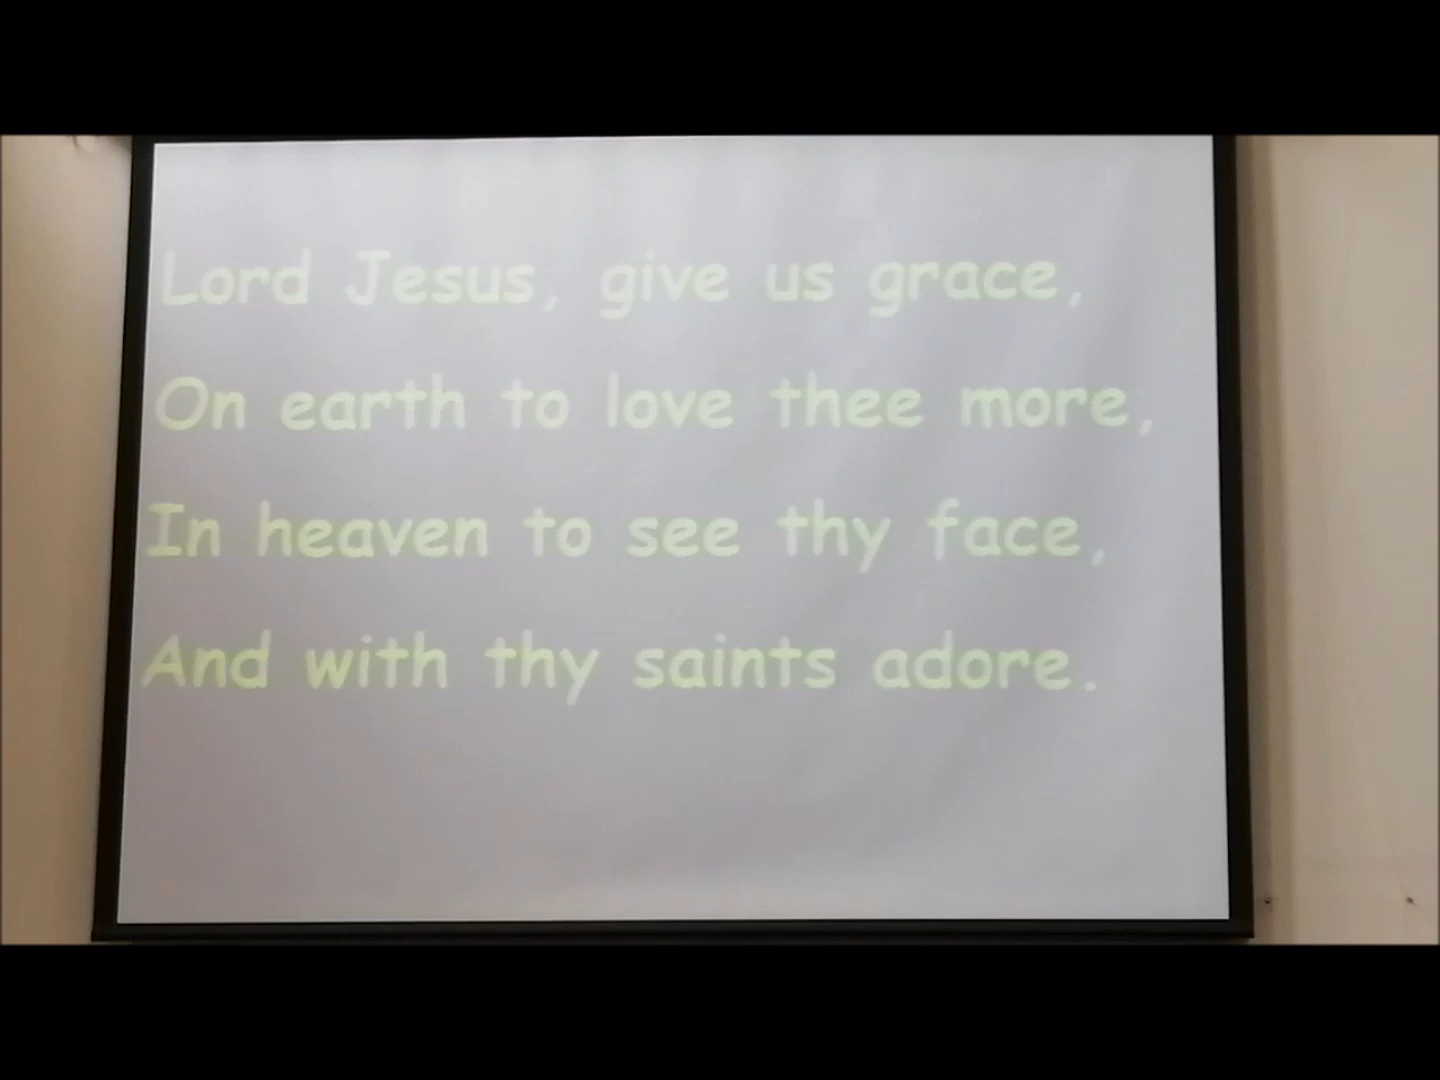 Lord Jesus, give us grace,
On earth to love thee more,
In heaven to see thy face,
And with thy saints adore.